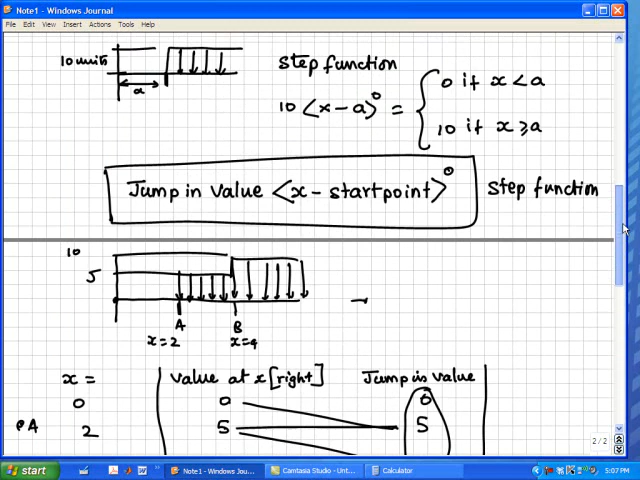 Note1 - Windows Journal
File Edit View Insert Actions Tools Help
10 units
a
Step function
10 <x - a>^0 = { 0 if x < a
10 if x ≥ a
Jump in value <x - startpoint>^0
Step function
10
5
A B
x=2 x=4
x = Value at x [right] Jump in value
0 0 0
@A 2 5 5
2 / 2
start Note1 - Windows Jour... Camtasia Studio - Unt... Calculator 5:07 PM